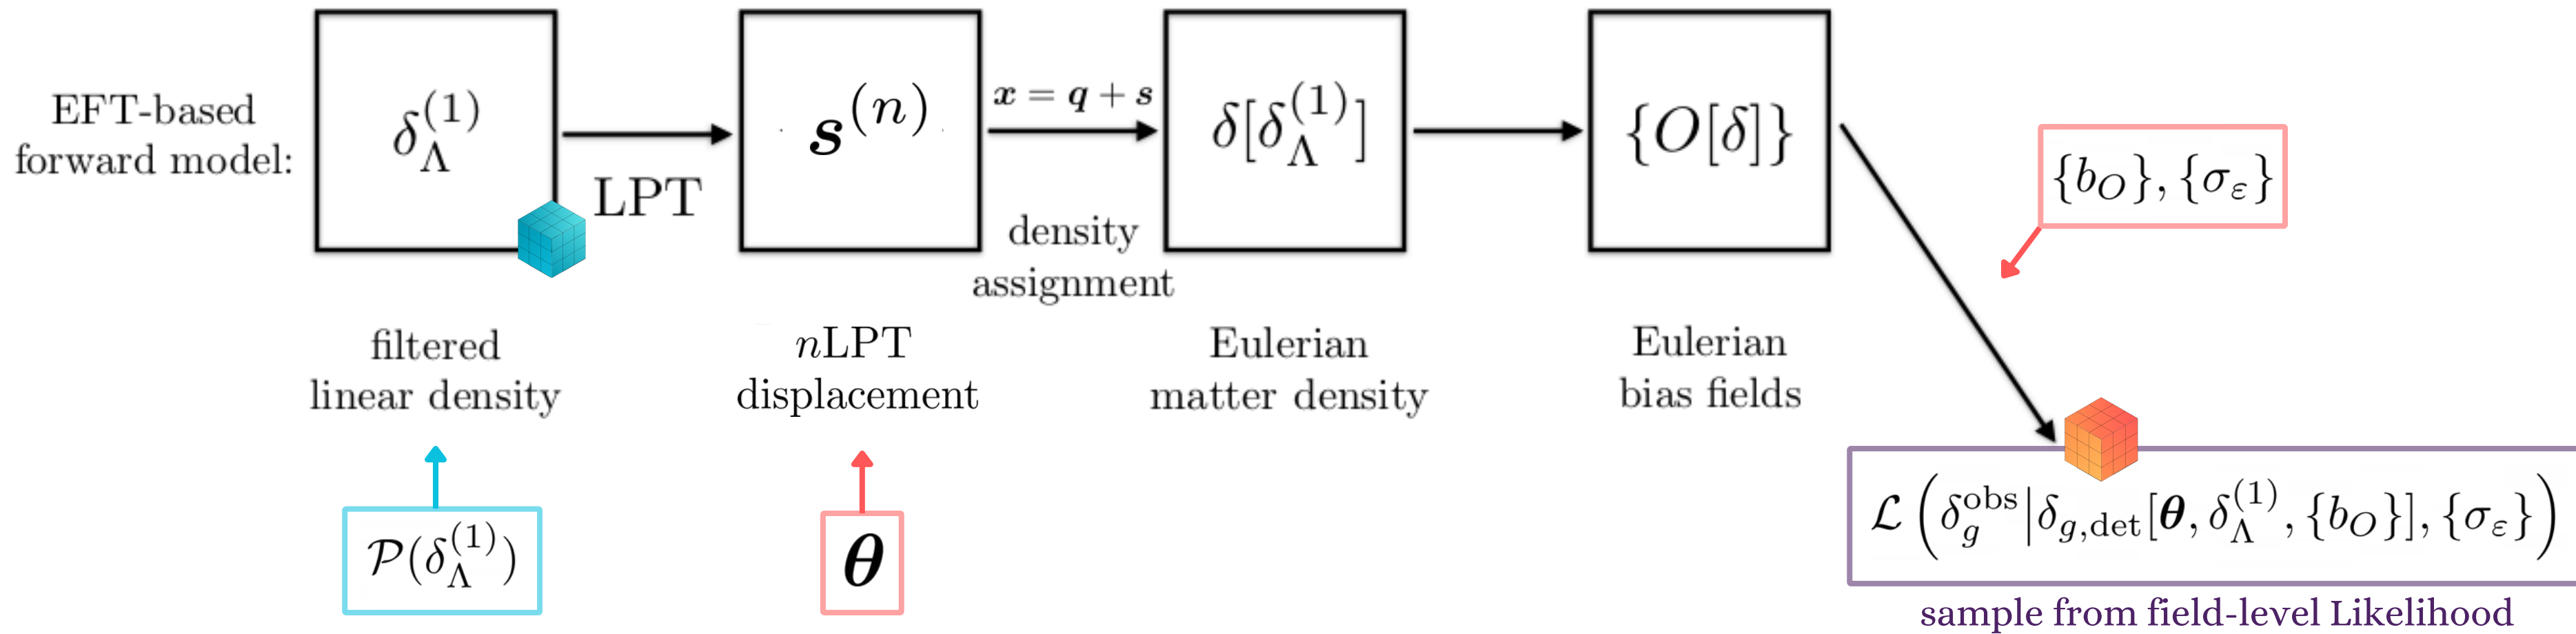 EFT-based
forward model:
δ_Λ^(1)
LPT
s^(n)
x = q + s
density
assignment
δ[δ_Λ^(1)]
{O[δ]}
{b_O}, {σ_ε}
filtered
linear density
nLPT
displacement
Eulerian
matter density
Eulerian
bias fields
𝒫(δ_Λ^(1))
θ
ℒ(δ_g^obs|δ_g,det[θ, δ_Λ^(1), {b_O}], {σ_ε})
sample from field-level Likelihood